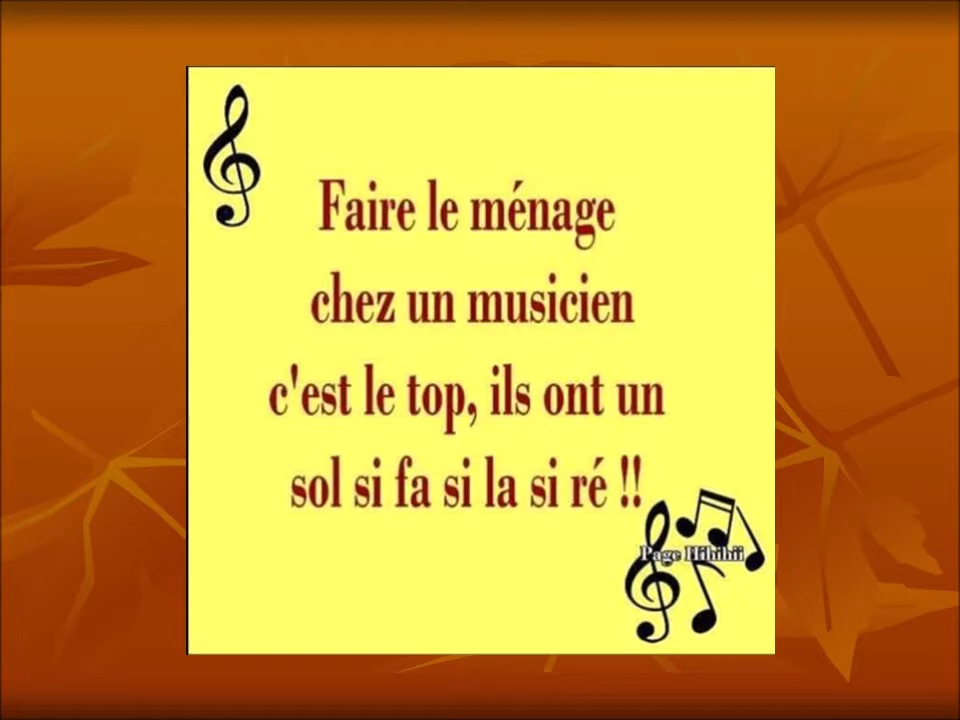 Faire le ménage
chez un musicien
c'est le top, ils ont un
sol si fa si la si ré !!
Page Hihihii